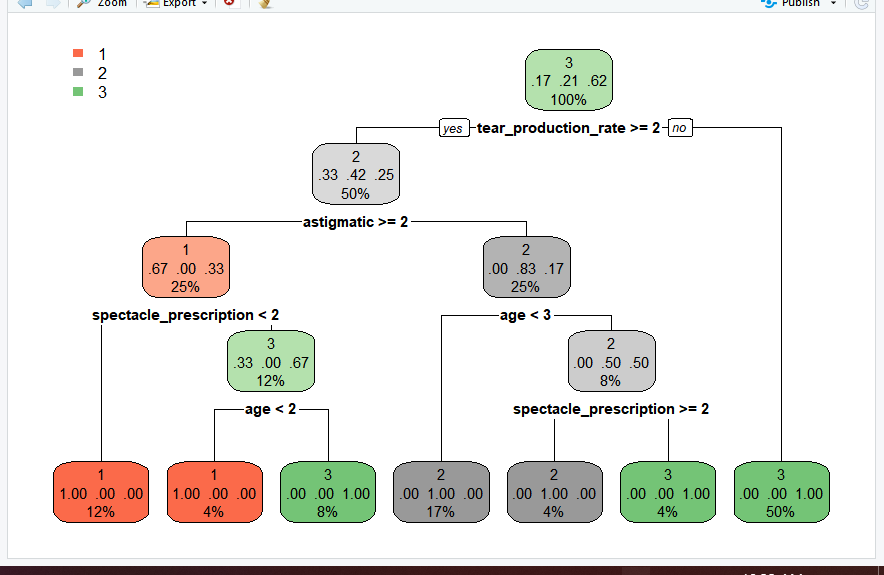 Zoom Export Publish
1
2
3
3
.17 .21 .62
100%
yes tear_production_rate >= 2 no
2
.33 .42 .25
50%
astigmatic >= 2
1
.67 .00 .33
25%
2
.00 .83 .17
25%
spectacle_prescription < 2
age < 3
3
.33 .00 .67
12%
2
.00 .50 .50
8%
age < 2
spectacle_prescription >= 2
1
1.00 .00 .00
12%
1
1.00 .00 .00
4%
3
.00 .00 1.00
8%
2
.00 1.00 .00
17%
2
.00 1.00 .00
4%
3
.00 .00 1.00
4%
3
.00 .00 1.00
50%